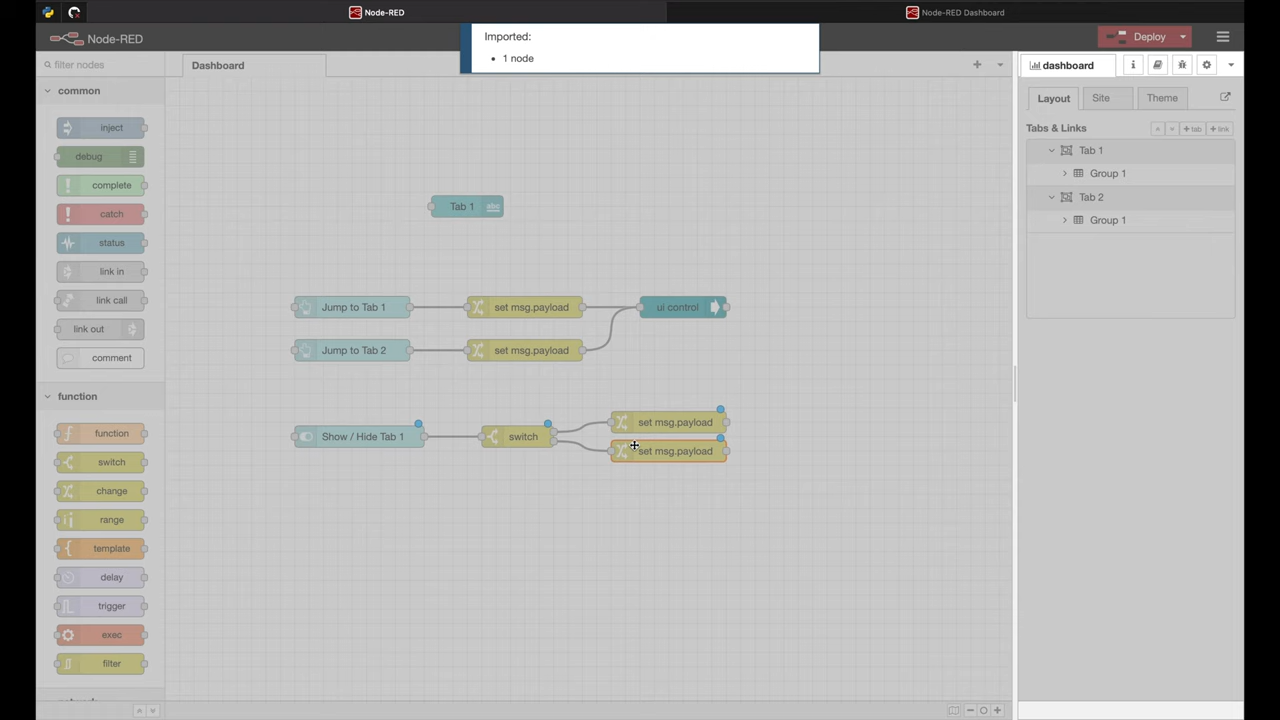 Node-RED
Node-RED Dashboard
Node-RED
Imported:
1 node
Deploy
filter nodes
Dashboard
dashboard
i
common
Layout
Site
Theme
inject
Tabs & Links
tab
link
debug
Tab 1
Group 1
complete
Tab 2
catch
Tab 1
abc
Group 1
status
link in
link call
Jump to Tab 1
set msg.payload
ui control
link out
Jump to Tab 2
set msg.payload
comment
function
function
Show / Hide Tab 1
switch
set msg.payload
set msg.payload
switch
change
range
template
delay
trigger
exec
filter